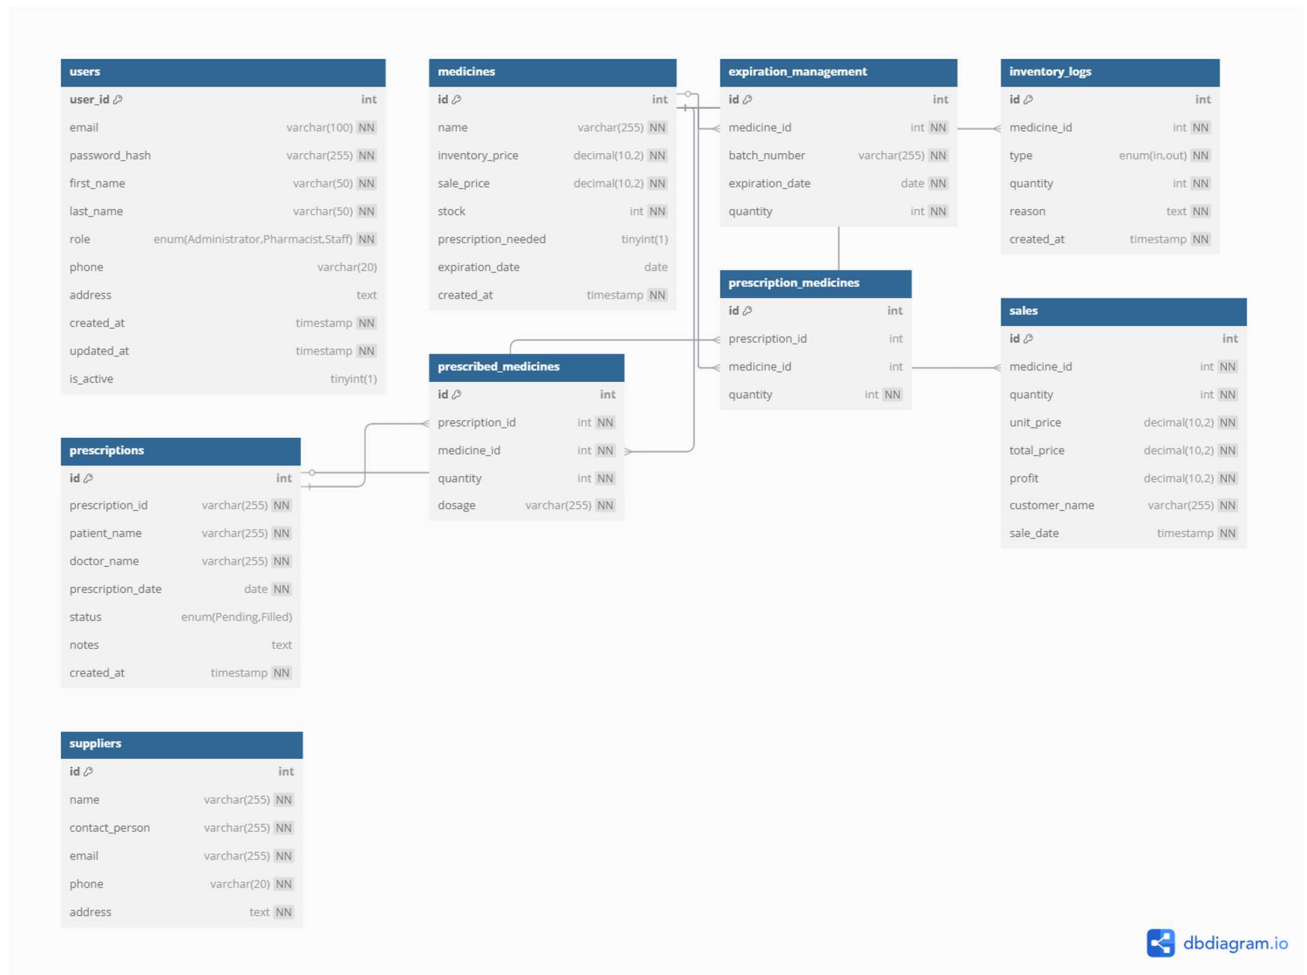 users
user_id int
email varchar(100) NN
password_hash varchar(255) NN
first_name varchar(50) NN
last_name varchar(50) NN
role enum(Administrator,Pharmacist,Staff) NN
phone varchar(20)
address text
created_at timestamp NN
updated_at timestamp NN
is_active tinyint(1)
medicines
id int
name varchar(255) NN
inventory_price decimal(10,2) NN
sale_price decimal(10,2) NN
stock int NN
prescription_needed tinyint(1)
expiration_date date
created_at timestamp NN
expiration_management
id int
medicine_id int NN
batch_number varchar(255) NN
expiration_date date NN
quantity int NN
inventory_logs
id int
medicine_id int NN
type enum(in,out) NN
quantity int NN
reason text NN
created_at timestamp NN
prescription_medicines
id int
prescription_id int
medicine_id int
quantity int NN
sales
id int
medicine_id int NN
quantity int NN
unit_price decimal(10,2) NN
total_price decimal(10,2) NN
profit decimal(10,2) NN
customer_name varchar(255) NN
sale_date timestamp NN
prescribed_medicines
id int
prescription_id int NN
medicine_id int NN
quantity int NN
dosage varchar(255) NN
prescriptions
id int
prescription_id varchar(255) NN
patient_name varchar(255) NN
doctor_name varchar(255) NN
prescription_date date NN
status enum(Pending,Filled)
notes text
created_at timestamp NN
suppliers
id int
name varchar(255) NN
contact_person varchar(255) NN
email varchar(255) NN
phone varchar(20) NN
address text NN
dbdiagram.io